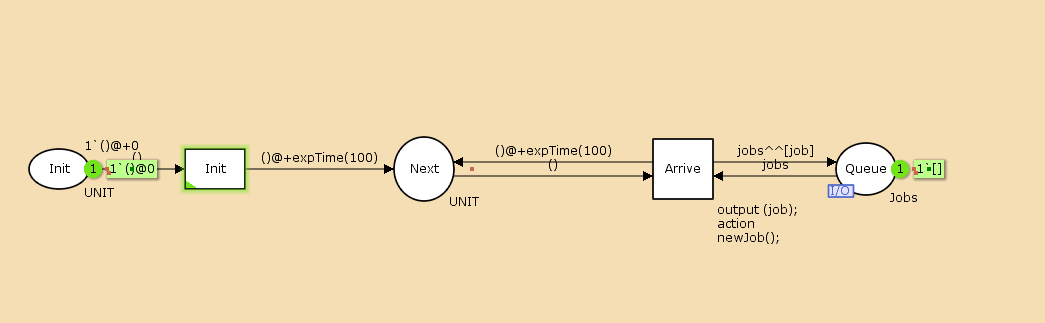 1`()@+0
()
Init
1
1`()@0
UNIT
Init
()@+expTime(100)
Next
UNIT
()@+expTime(100)
()
Arrive
output (job);
action
newJob();
jobs^^[job]
jobs
Queue
I/O
Jobs
1
1`[]